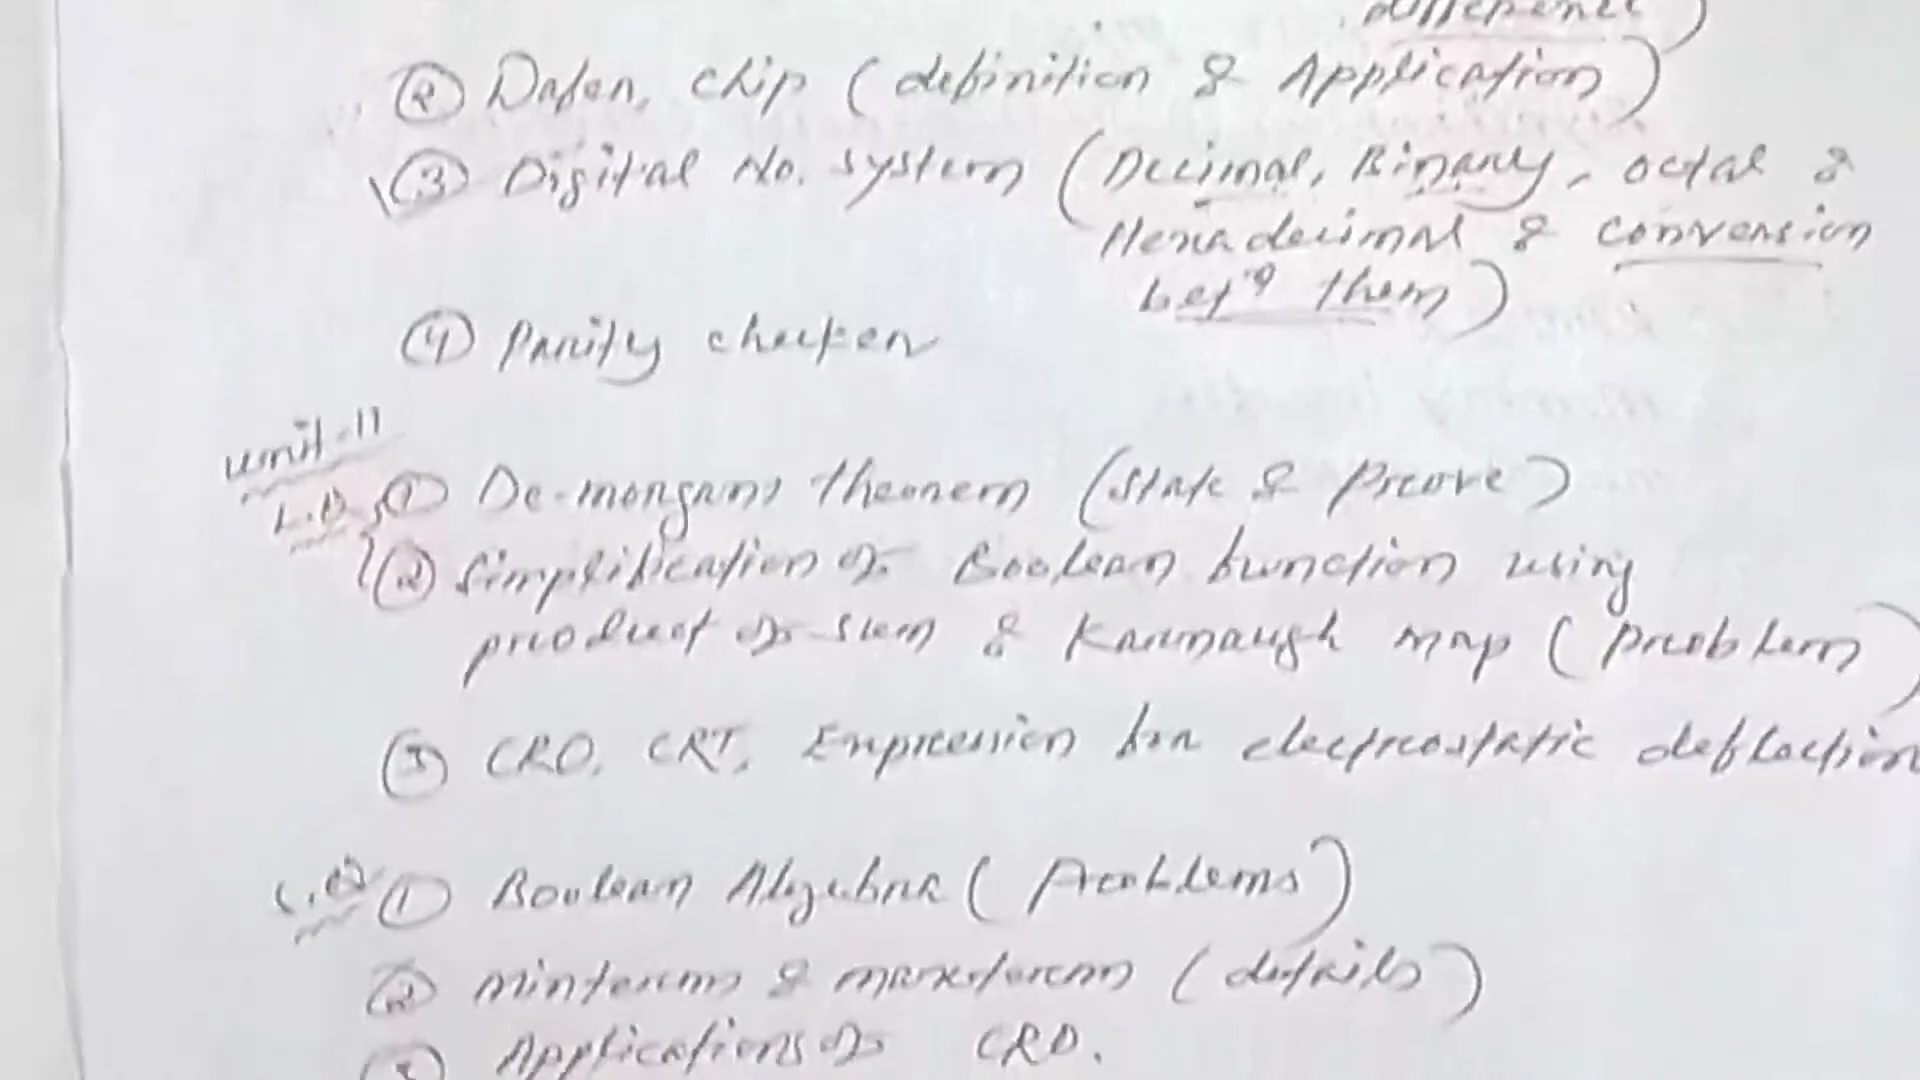 difference)
② Wafer, chip (definition & Application)
③ Digital No. system (Decimal, Binary, octal &
Hexadecimal & conversion
betⁿ them)
④ Parity checker
Unit-II
L.Q ① De-morgans theorem (State & Prove)
② Simplification of Boolean function using
product of sum & Karnaugh map (problem)
③ CRO, CRT, Expression for electrostatic deflection
S.Q ① Boolean Algebra (Problems)
② minterms & maxterms (details)
③ Applications of CRO.